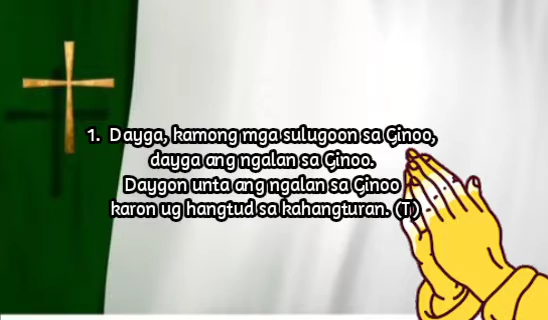 1. Dayga, kamong mga sulugoon sa Ginoo,
dayga ang ngalan sa Ginoo.
Daygon unta ang ngalan sa Ginoo
karon ug hangtud sa kahangturan. (T)